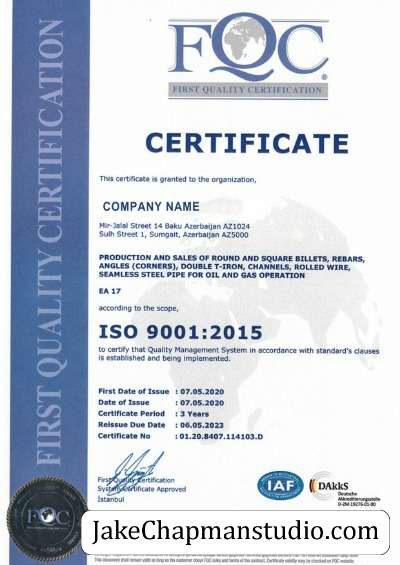 FQC
®
FIRST QUALITY CERTIFICATION
FIRST QUALITY CERTIFICATION
CERTIFICATE
This certificate is granted to the organization,
COMPANY NAME
Mir-Jalal Street 14 Baku Azerbaijan AZ1024
Sulh Street 1, Sumgait, Azerbaijan AZ5000
PRODUCTION AND SALES OF ROUND AND SQUARE BILLETS, REBARS,
ANGLES (CORNERS), DOUBLE T-IRON, CHANNELS, ROLLED WIRE,
SEAMLESS STEEL PIPE FOR OIL AND GAS OPERATION
EA 17
according to the scope,
ISO 9001:2015
to certify that Quality Management System in accordance with standard's clauses
is established and being implemented.
First Date of Issue : 07.05.2020
Date of Issue : 07.05.2020
Certificate Period : 3 Years
Reissue Due Date : 06.05.2023
Certificate No : 01.20.8407.114103.D
First Quality Certification
System Certificate Approved
İstanbul
IAF
DAkkS
Deutsche
Akkreditierungsstelle
D-ZM-19276-01-00
FQC
JakeChapmanstudio.com